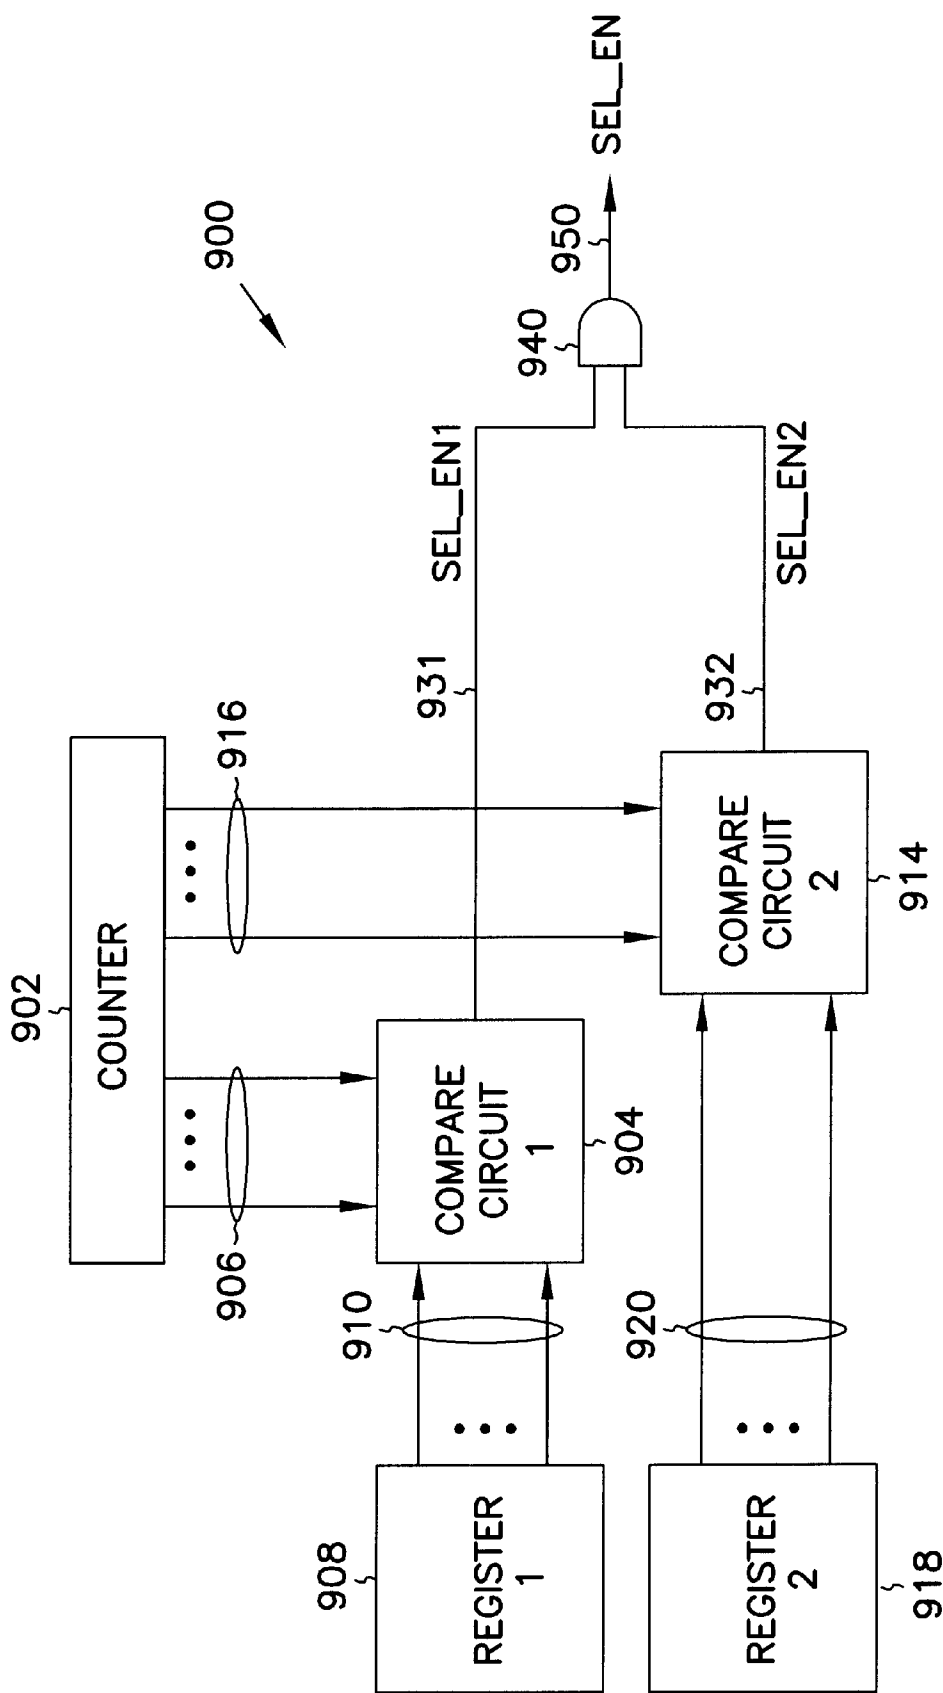 900
902
COUNTER
906
916
908
REGISTER
1
910
COMPARE
CIRCUIT
1
904
931
SEL_EN1
940
950
SEL_EN
918
REGISTER
2
920
COMPARE
CIRCUIT
2
914
932
SEL_EN2